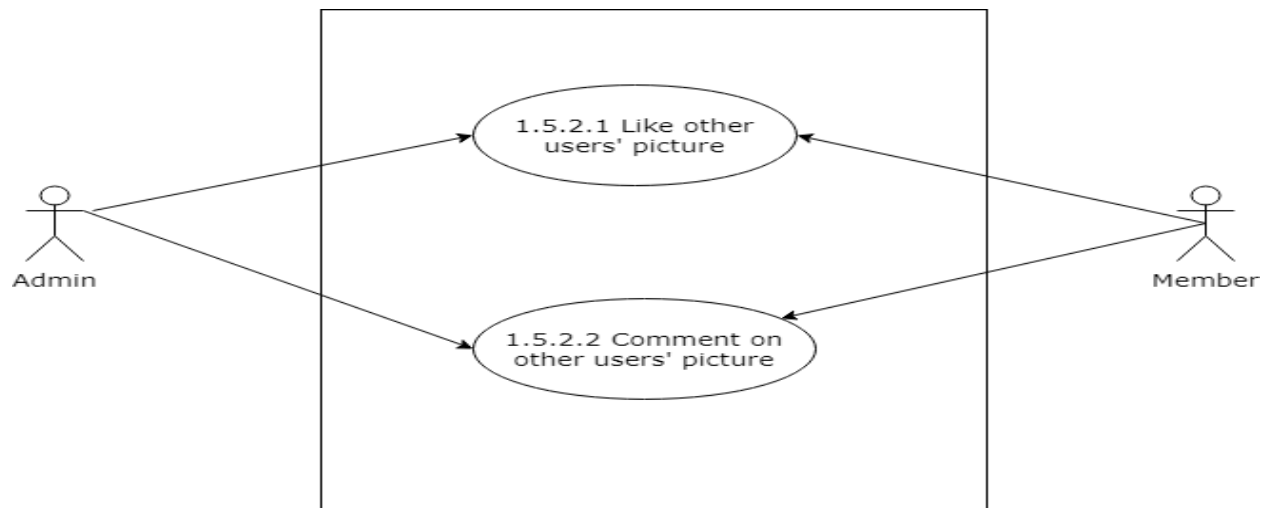 1.5.2.1 Like other
users' picture
Admin
Member
1.5.2.2 Comment on
other users' picture